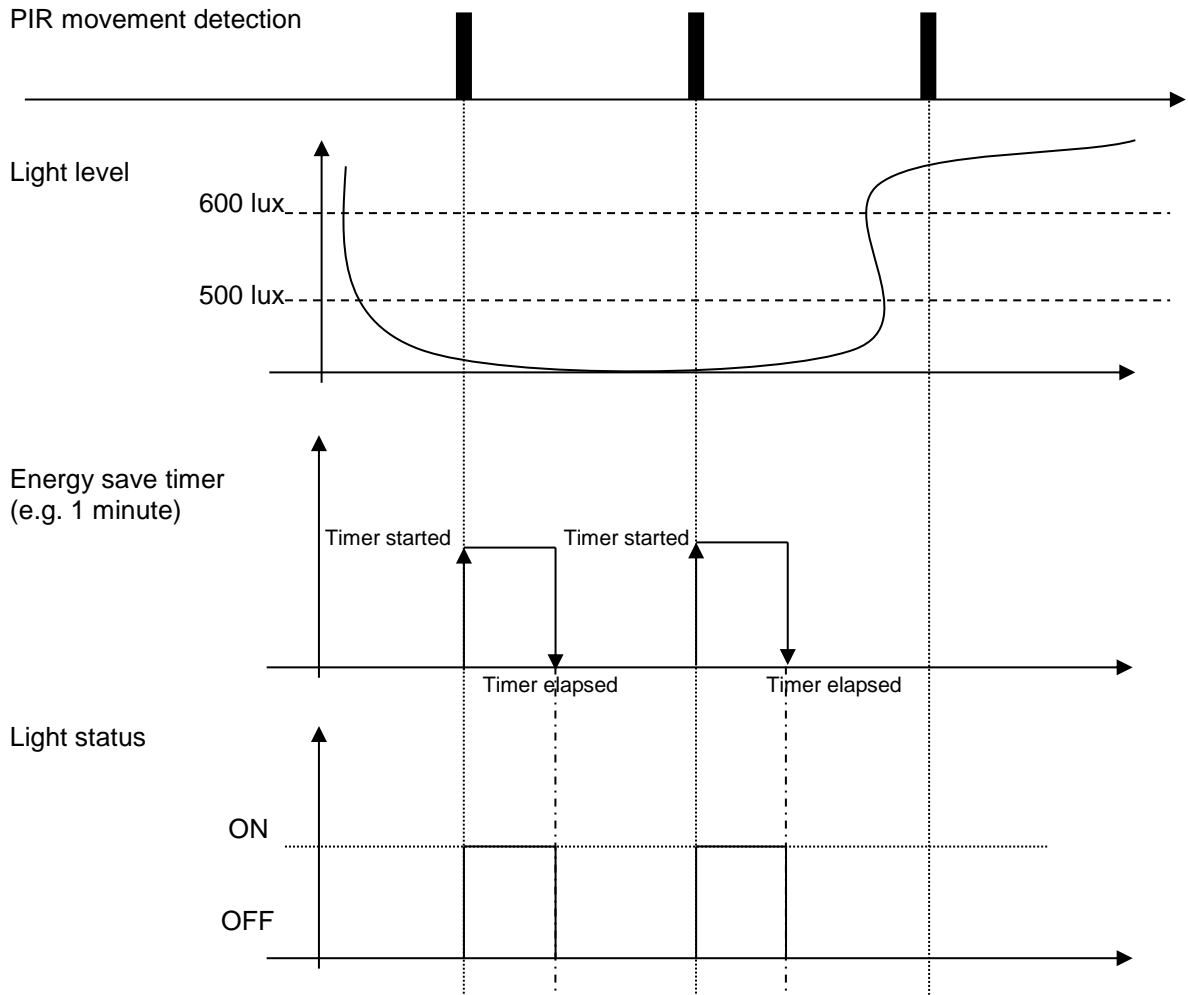 PIR movement detection
Light level
600 lux
500 lux
Energy save timer
(e.g. 1 minute)
Timer started
Timer started
Timer elapsed
Timer elapsed
Light status
ON
OFF